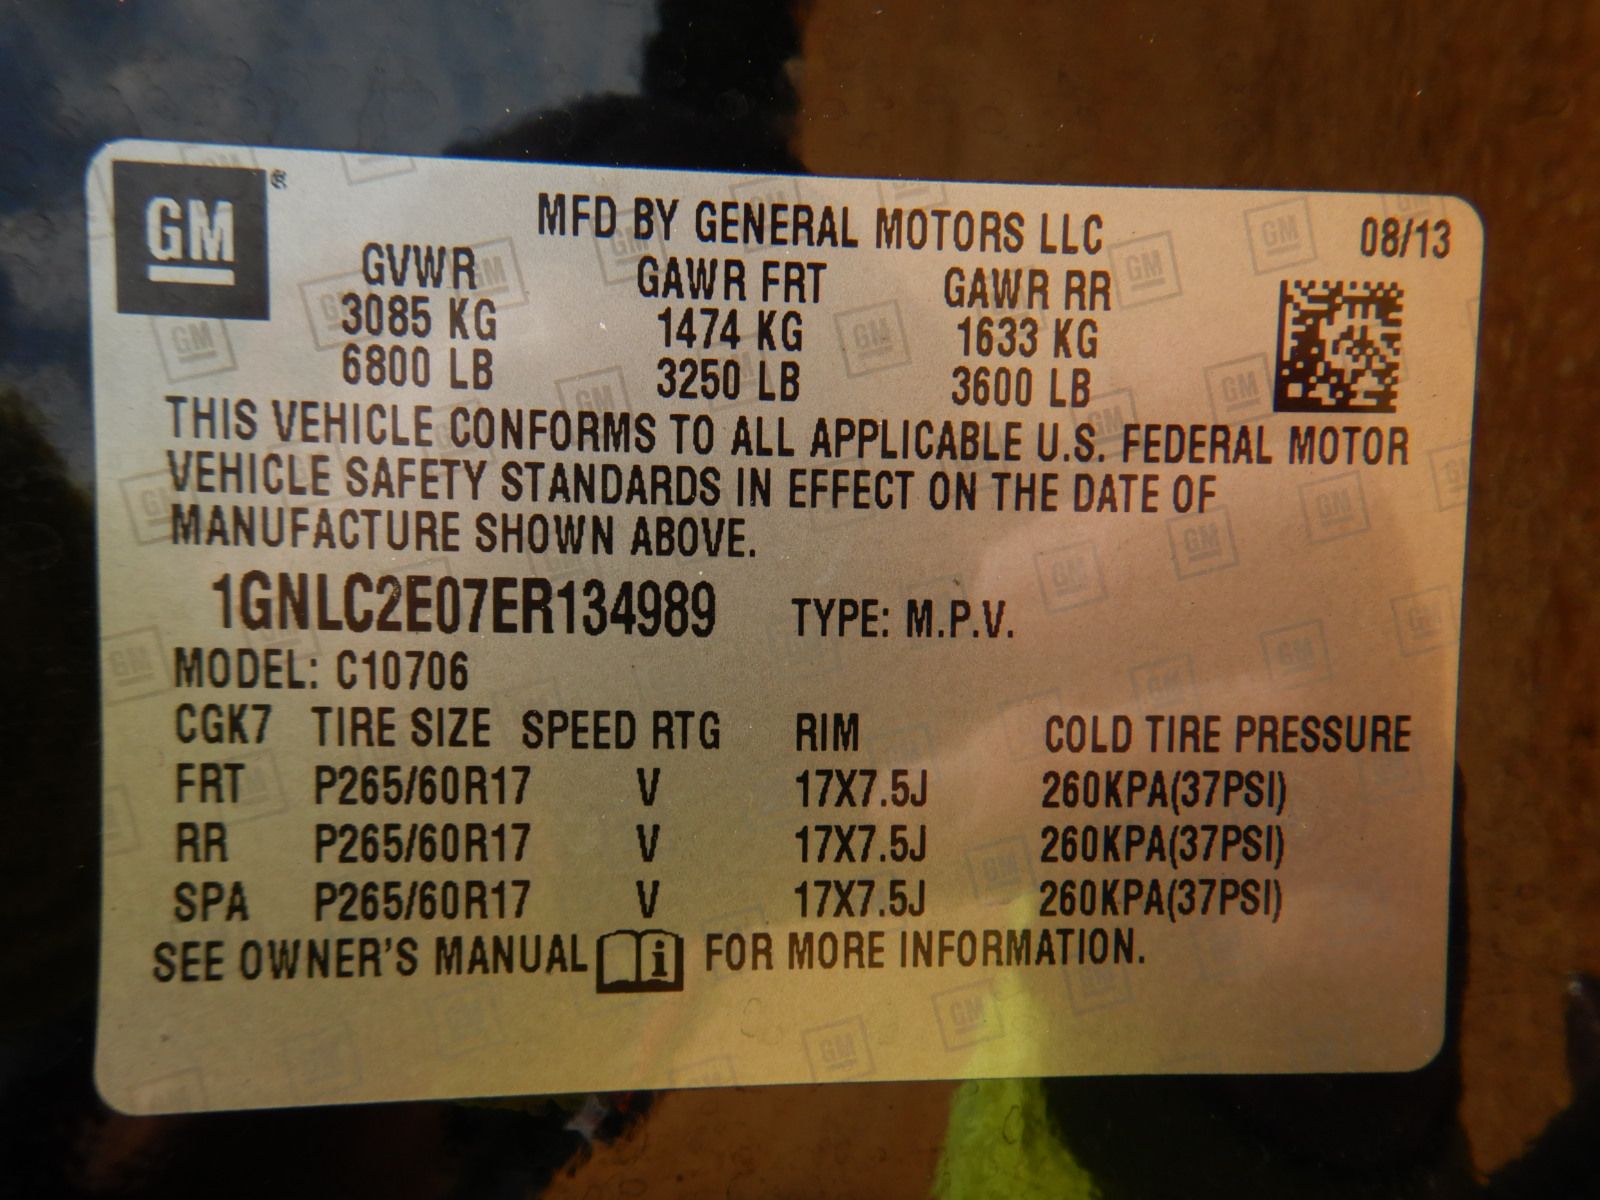 GM ®
MFD BY GENERAL MOTORS LLC 08/13
GVWR GAWR FRT GAWR RR
3085 KG 1474 KG 1633 KG
6800 LB 3250 LB 3600 LB
THIS VEHICLE CONFORMS TO ALL APPLICABLE U.S. FEDERAL MOTOR
VEHICLE SAFETY STANDARDS IN EFFECT ON THE DATE OF
MANUFACTURE SHOWN ABOVE.
1GNLC2E07ER134989 TYPE: M.P.V.
MODEL: C10706
CGK7 TIRE SIZE SPEED RTG RIM COLD TIRE PRESSURE
FRT P265/60R17 V 17X7.5J 260KPA(37PSI)
RR P265/60R17 V 17X7.5J 260KPA(37PSI)
SPA P265/60R17 V 17X7.5J 260KPA(37PSI)
SEE OWNER'S MANUAL i FOR MORE INFORMATION.